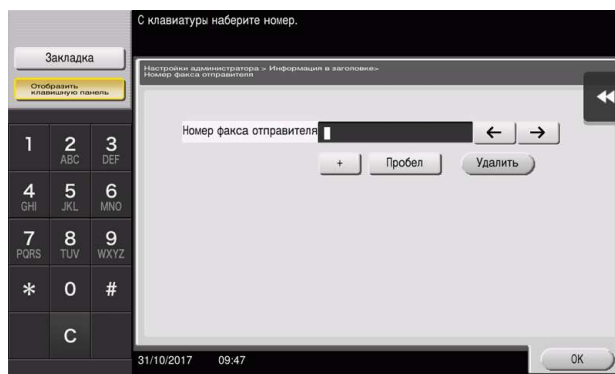 С клавиатуры наберите номер.
Закладка
Отобразить
клавишную панель
Настройки администратора > Информация в заголовке>
Номер факса отправителя
Номер факса отправителя
← →
+ Пробел Удалить
1 2 3
ABC DEF
4 5 6
GHI JKL MNO
7 8 9
PQRS TUV WXYZ
* 0 #
C
31/10/2017 09:47
OK